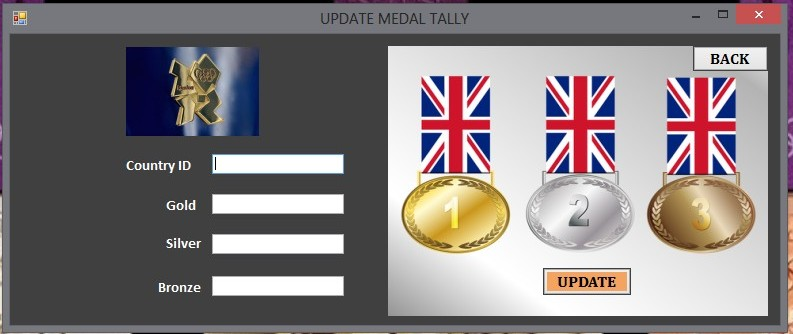 UPDATE MEDAL TALLY
BACK
Country ID
Gold
Silver
Bronze
1
2
3
UPDATE